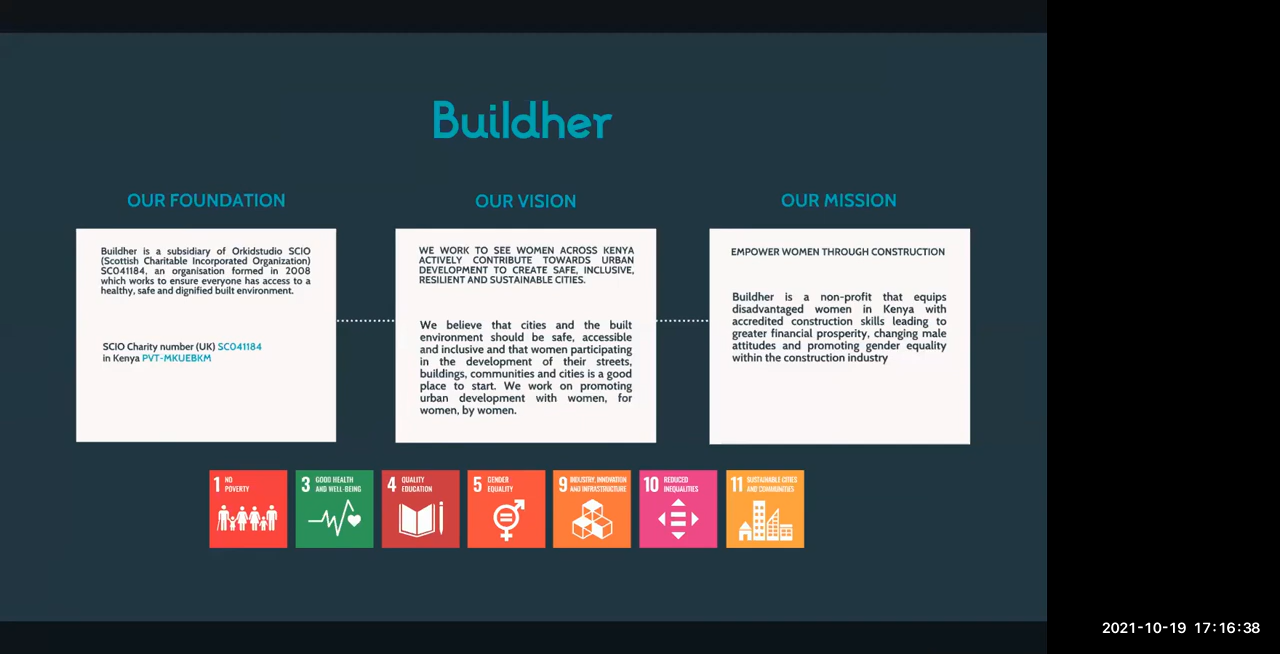 Buildher
OUR FOUNDATION
Buildher is a subsidiary of Orkidstudio SCIO
(Scottish Charitable Incorporated Organization)
SC041184, an organisation formed in 2008
which works to ensure everyone has access to a
healthy, safe and dignified built environment.
SCIO Charity number (UK) SC041184
in Kenya PVT-MKUEBKM
OUR VISION
WE WORK TO SEE WOMEN ACROSS KENYA
ACTIVELY CONTRIBUTE TOWARDS URBAN
DEVELOPMENT TO CREATE SAFE, INCLUSIVE,
RESILIENT AND SUSTAINABLE CITIES.
We believe that cities and the built
environment should be safe, accessible
and inclusive and that women participating
in the development of their streets,
buildings, communities and cities is a good
place to start. We work on promoting
urban development with women, for
women, by women.
OUR MISSION
EMPOWER WOMEN THROUGH CONSTRUCTION
Buildher is a non-profit that equips
disadvantaged women in Kenya with
accredited construction skills leading to
greater financial prosperity, changing male
attitudes and promoting gender equality
within the construction industry
1 NO
POVERTY
3 GOOD HEALTH
AND WELL-BEING
4 QUALITY
EDUCATION
5 GENDER
EQUALITY
9 INDUSTRY, INNOVATION
AND INFRASTRUCTURE
10 REDUCED
INEQUALITIES
11 SUSTAINABLE CITIES
AND COMMUNITIES
2021-10-19 17:16:38